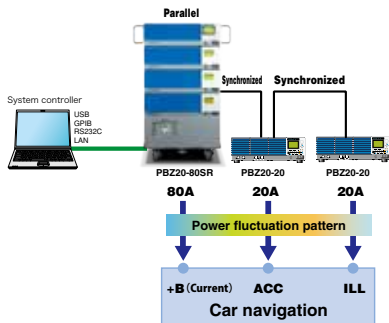 Parallel
Synchronized
Synchronized
System controller
USB
GPIB
RS232C
LAN
PBZ20-80SR
PBZ20-20
PBZ20-20
80A
20A
20A
Power fluctuation pattern
+B (Current)
ACC
ILL
Car navigation